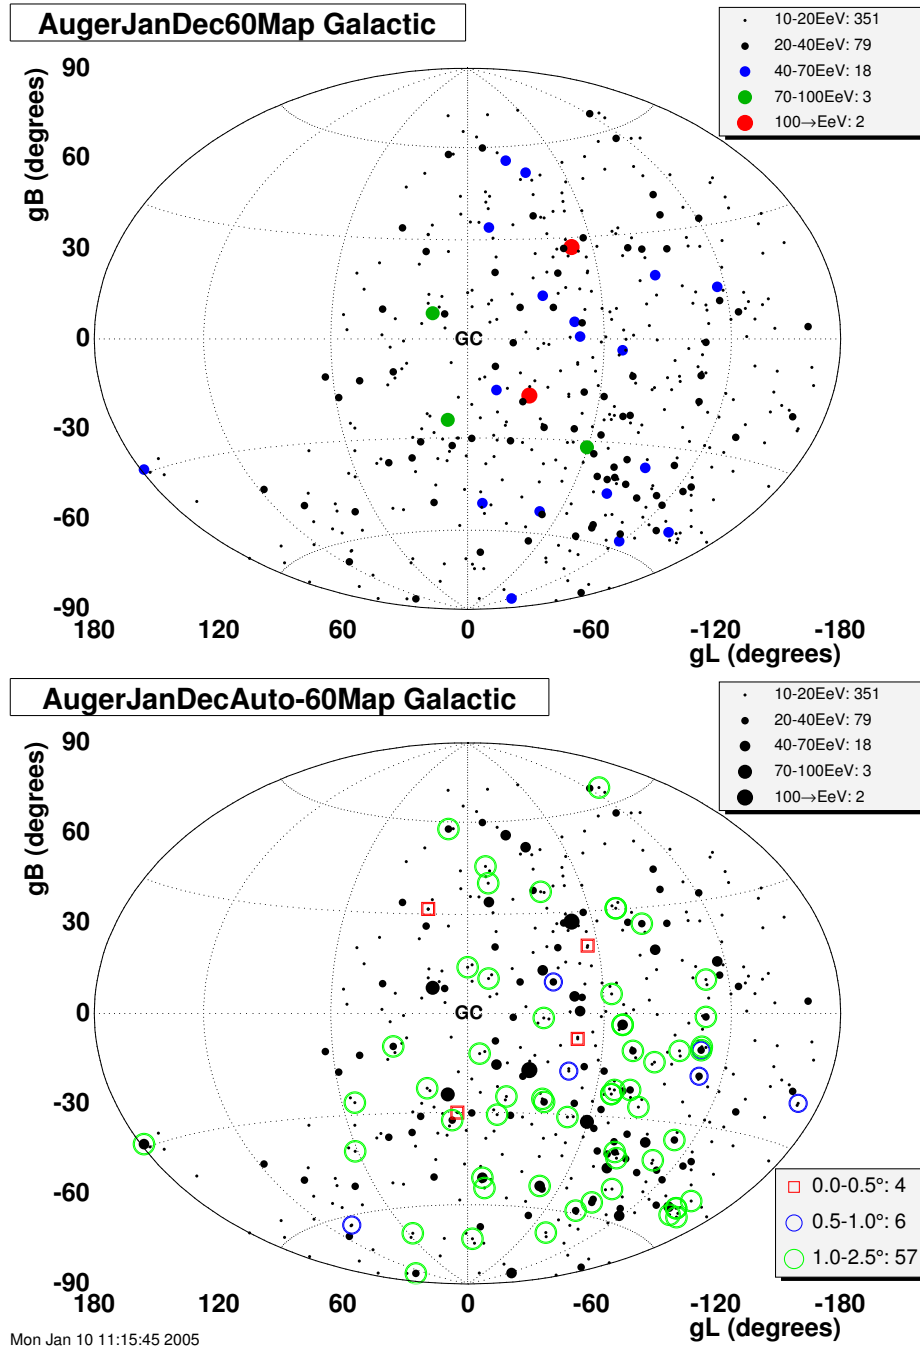 AugerJanDec60Map Galactic
10-20EeV: 351
20-40EeV: 79
40-70EeV: 18
70-100EeV: 3
100→EeV: 2
gB (degrees)
90
60
30
0
-30
-60
-90
GC
180 120 60 0 -60 -120 -180
gL (degrees)
AugerJanDecAuto-60Map Galactic
10-20EeV: 351
20-40EeV: 79
40-70EeV: 18
70-100EeV: 3
100→EeV: 2
gB (degrees)
90
60
30
0
-30
-60
-90
GC
0.0-0.5°: 4
0.5-1.0°: 6
1.0-2.5°: 57
180 120 60 0 -60 -120 -180
gL (degrees)
Mon Jan 10 11:15:45 2005